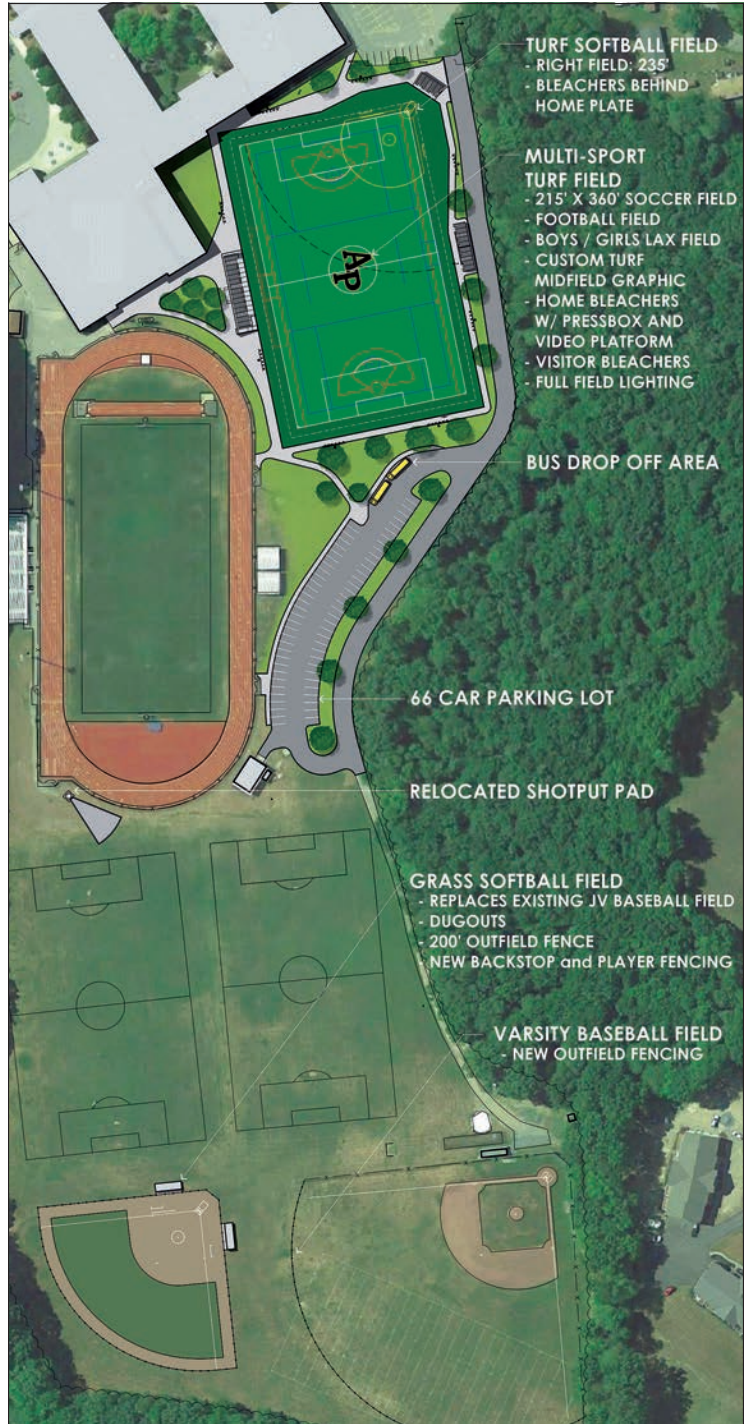 TURF SOFTBALL FIELD
- RIGHT FIELD: 235'
- BLEACHERS BEHIND
HOME PLATE
MULTI-SPORT
TURF FIELD
- 215' X 360' SOCCER FIELD
- FOOTBALL FIELD
- BOYS / GIRLS LAX FIELD
- CUSTOM TURF
MIDFIELD GRAPHIC
- HOME BLEACHERS
W/ PRESSBOX AND
VIDEO PLATFORM
- VISITOR BLEACHERS
- FULL FIELD LIGHTING
AP
BUS DROP OFF AREA
66 CAR PARKING LOT
RELOCATED SHOTPUT PAD
GRASS SOFTBALL FIELD
- REPLACES EXISTING JV BASEBALL FIELD
- DUGOUTS
- 200' OUTFIELD FENCE
- NEW BACKSTOP and PLAYER FENCING
VARSITY BASEBALL FIELD
- NEW OUTFIELD FENCING